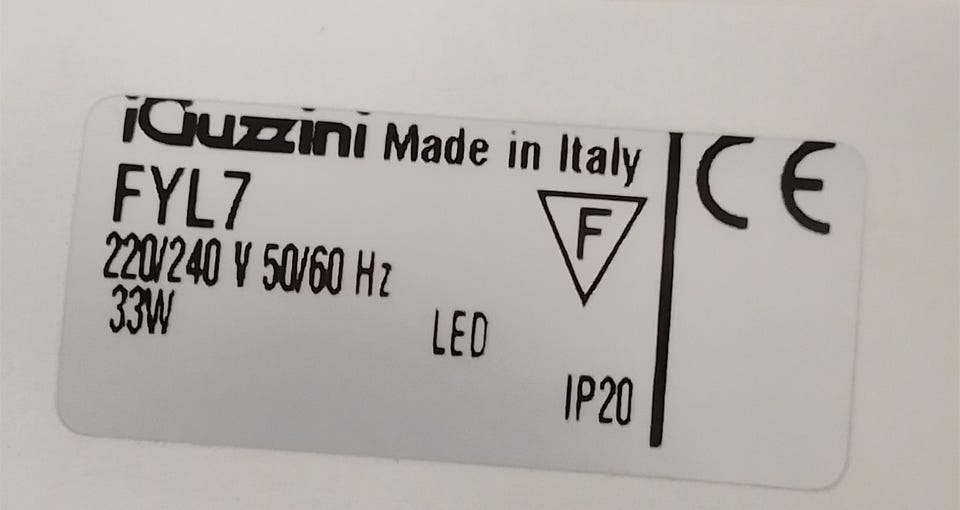 iGuzzini Made in Italy CE
FYL7
F
220/240 V 50/60 Hz
33W
LED
IP20